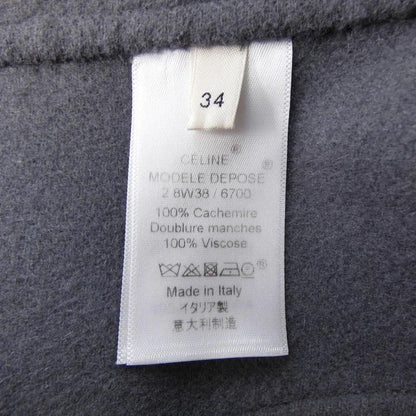 34
CELINE®
MODELE DEPOSE®
2.8W38 / 6700
100% Cachemire
Doublure manches
100% Viscose
®
Made in Italy
イタリア製
意大利制造